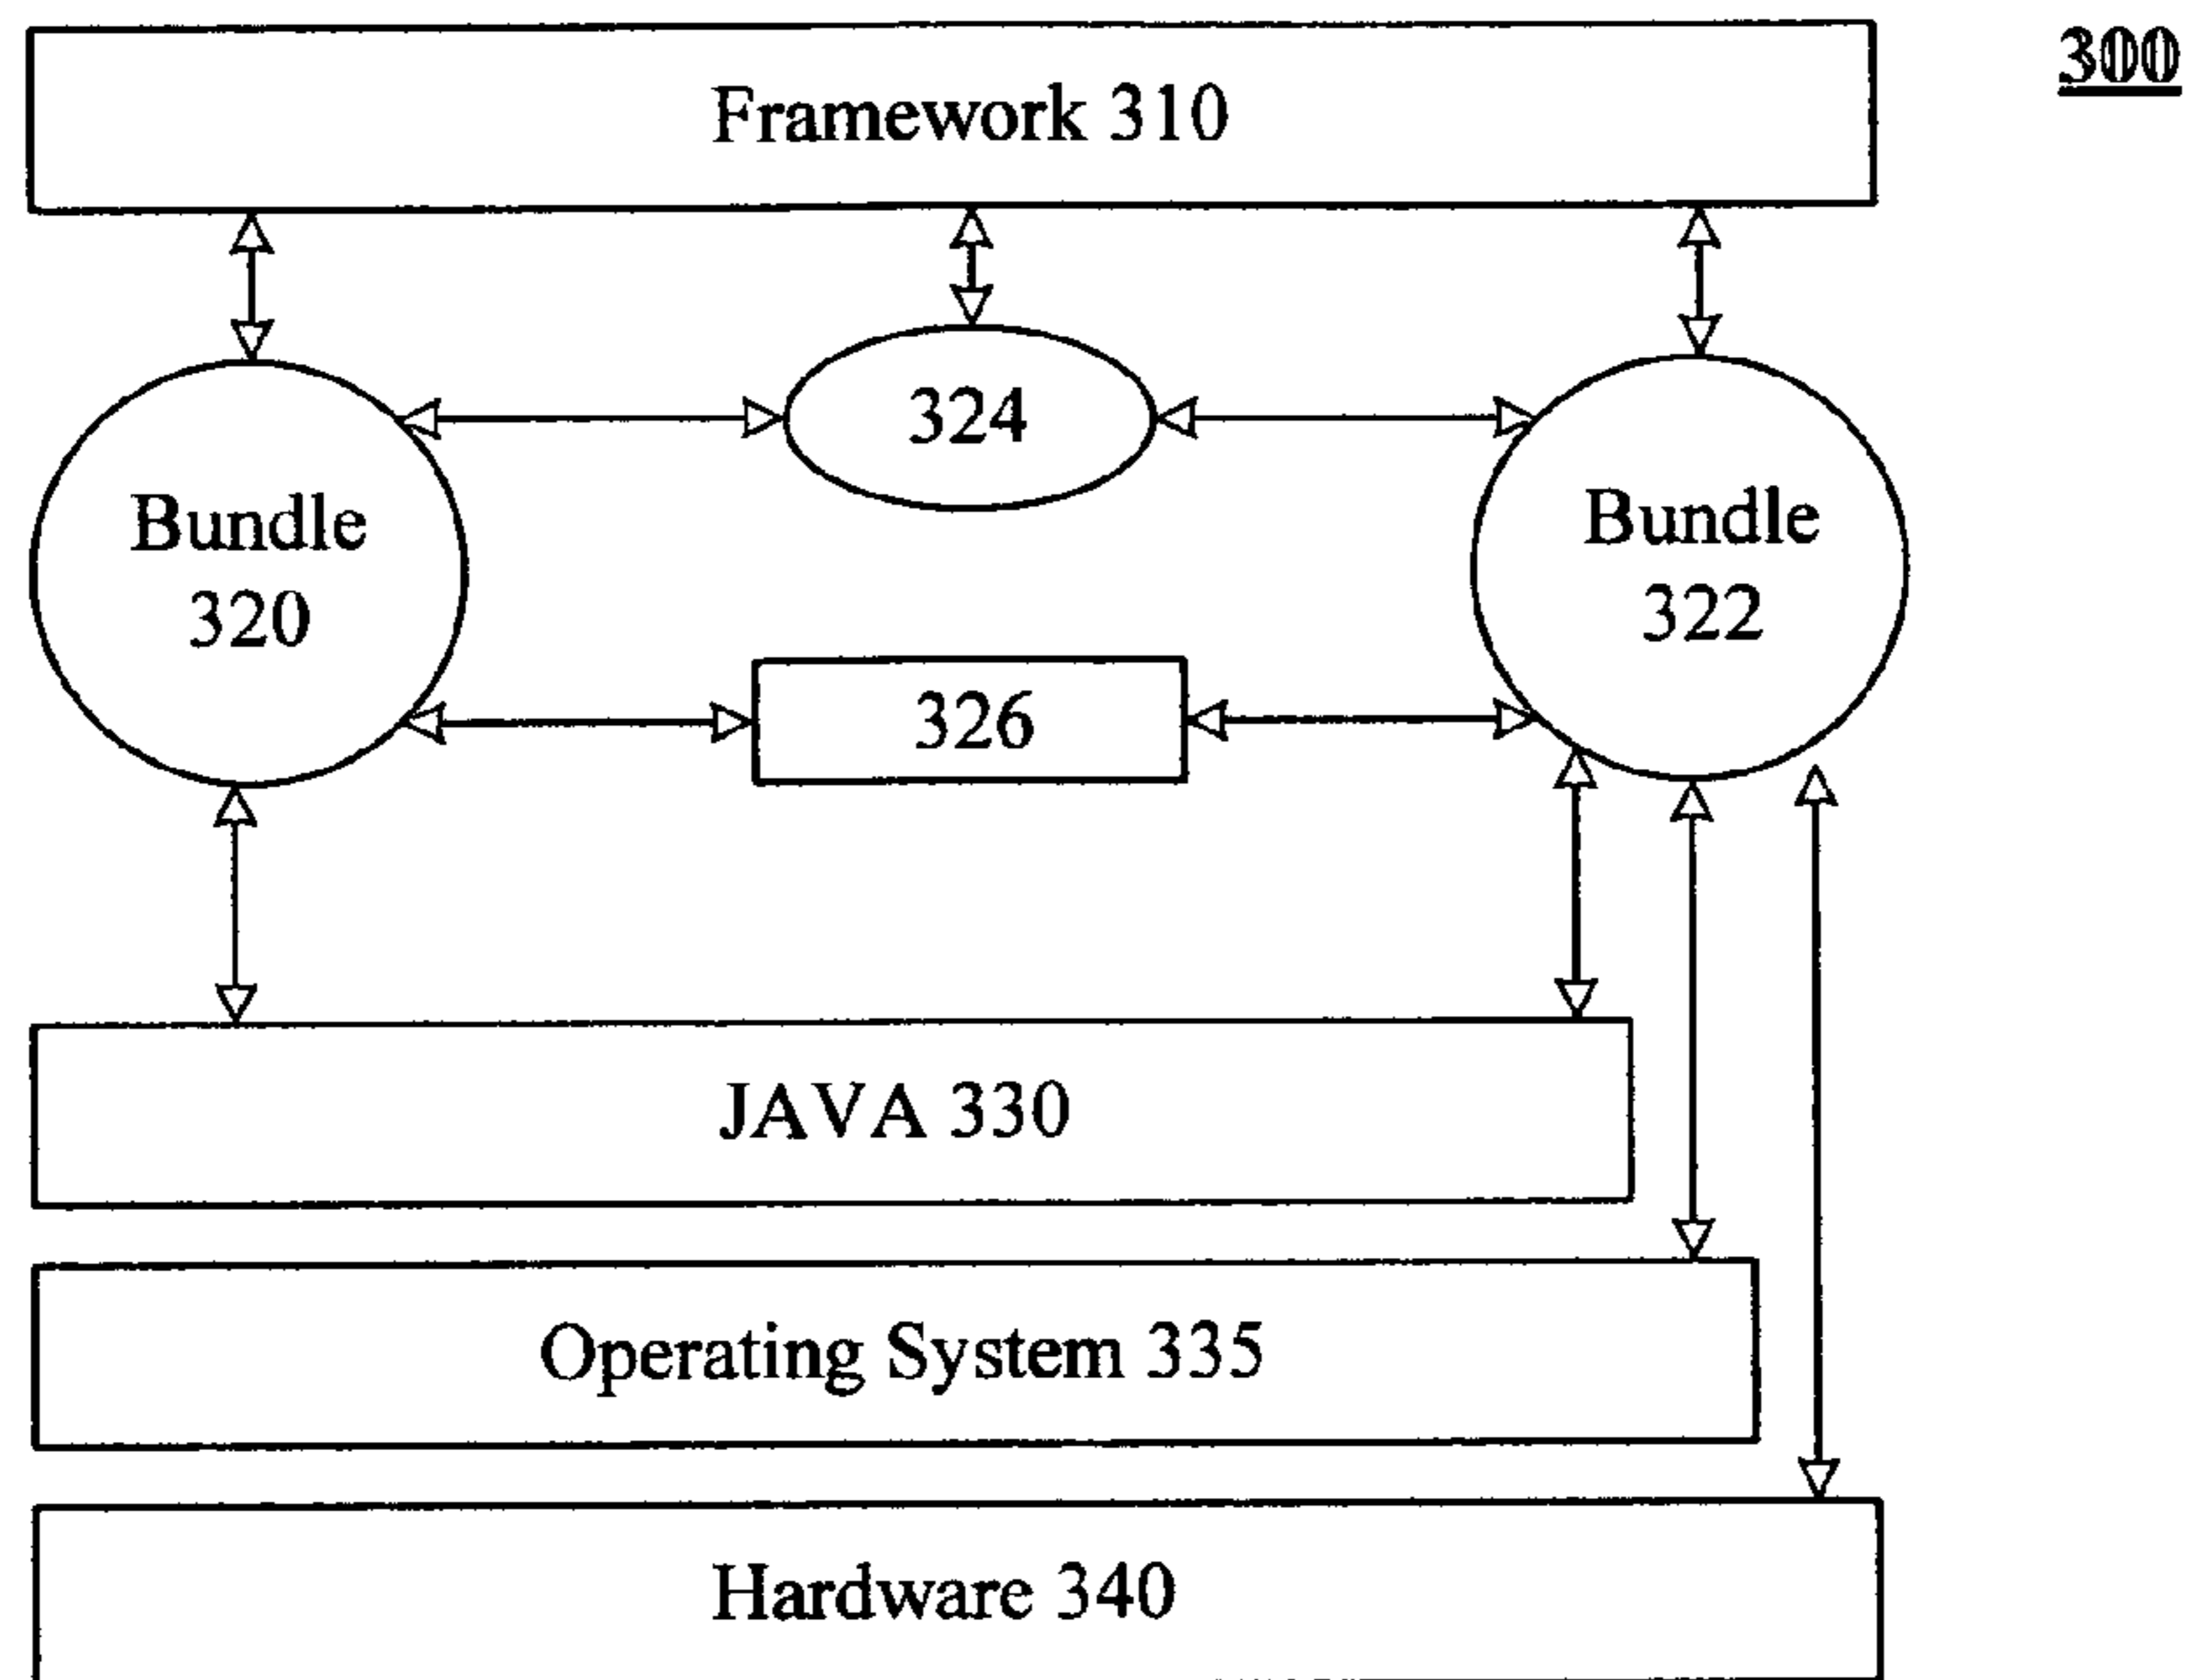 300
Framework 310
324
Bundle
320
Bundle
322
326
JAVA 330
Operating System 335
Hardware 340